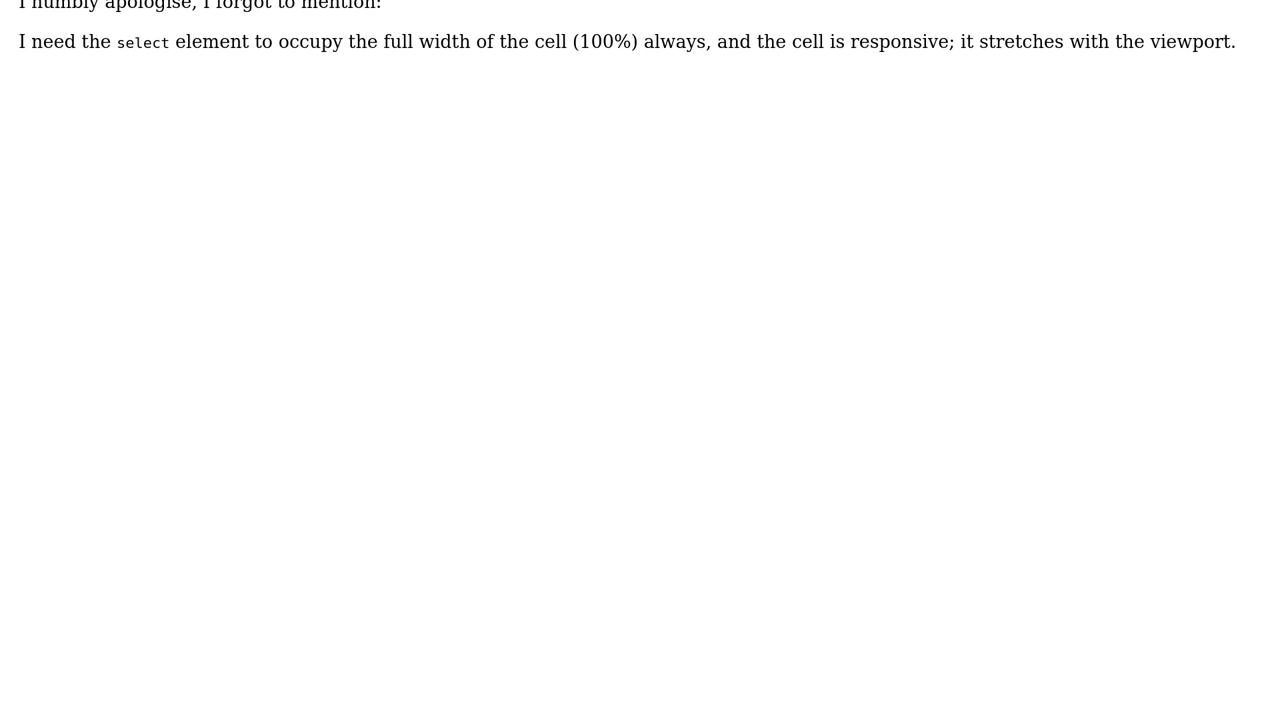 I humbly apologise, I forgot to mention:
I need the select element to occupy the full width of the cell (100%) always, and the cell is responsive; it stretches with the viewport.